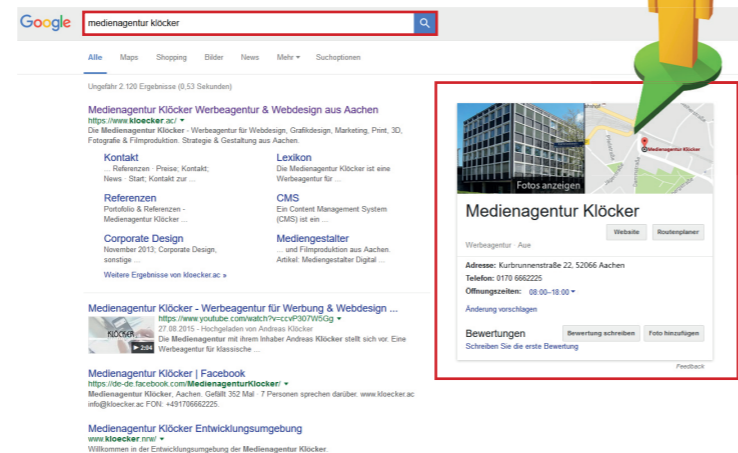 Google medienagentur klöcker
Alle Maps Shopping Bilder News Mehr Suchoptionen
Ungefähr 2 120 Ergebnisse (0,53 Sekunden)
Medienagentur Klöcker Werbeagentur & Webdesign aus Aachen
https://www.kloecker.ac/
Die Medienagentur Klöcker - Werbeagentur für Webdesign, Grafikdesign, Marketing, Print, 3D,
Fotografie & Filmproduktion. Strategie & Gestaltung aus Aachen.
Kontakt
... Referenzen · Preise; Kontakt;
News · Start; Kontakt zur ...
Lexikon
Die Medienagentur Klöcker ist eine
Werbeagentur für ...
Referenzen
Portofolio & Referenzen -
Medienagentur Klöcker ...
CMS
Ein Content Management System
(CMS) ist ein ...
Corporate Design
November 2013; Corporate Design,
sonstige ...
Mediengestalter
... und Filmproduktion aus Aachen.
Artikel: Mediengestalter Digital ...
Weitere Ergebnisse von kloecker.ac »
Medienagentur Klöcker - Werbeagentur für Werbung & Webdesign ...
https://www.youtube.com/watch?v=ccvP307W5Gg
27.08.2015 - Hochgeladen von Andreas Klöcker
Die Medienagentur mit ihrem Inhaber Andreas Klöcker stellt sich vor. Eine
Werbeagentur für klassische ...
KLÖCKER
2:04
Medienagentur Klöcker | Facebook
https://de-de.facebook.com/MedienagenturKlocker/
Medienagentur Klöcker, Aachen. Gefällt 352 Mal · 7 Personen sprechen darüber. www.kloecker.ac
info@kloecker.ac FON: +491706662225.
Medienagentur Klöcker Entwicklungsumgebung
www.kloecker.nrw/
Willkommen in der Entwicklungsumgebung der Medienagentur Klöcker.
Fotos anzeigen
Medienagentur Klöcker
Medienagentur Klöcker
Website Routenplaner
Werbeagentur · Aue
Adresse: Kurbrunnenstraße 22, 52066 Aachen
Telefon: 0170 6662225
Öffnungszeiten: 08:00–18:00
Änderung vorschlagen
Bewertungen Bewertung schreiben Foto hinzufügen
Schreiben Sie die erste Bewertung
Feedback